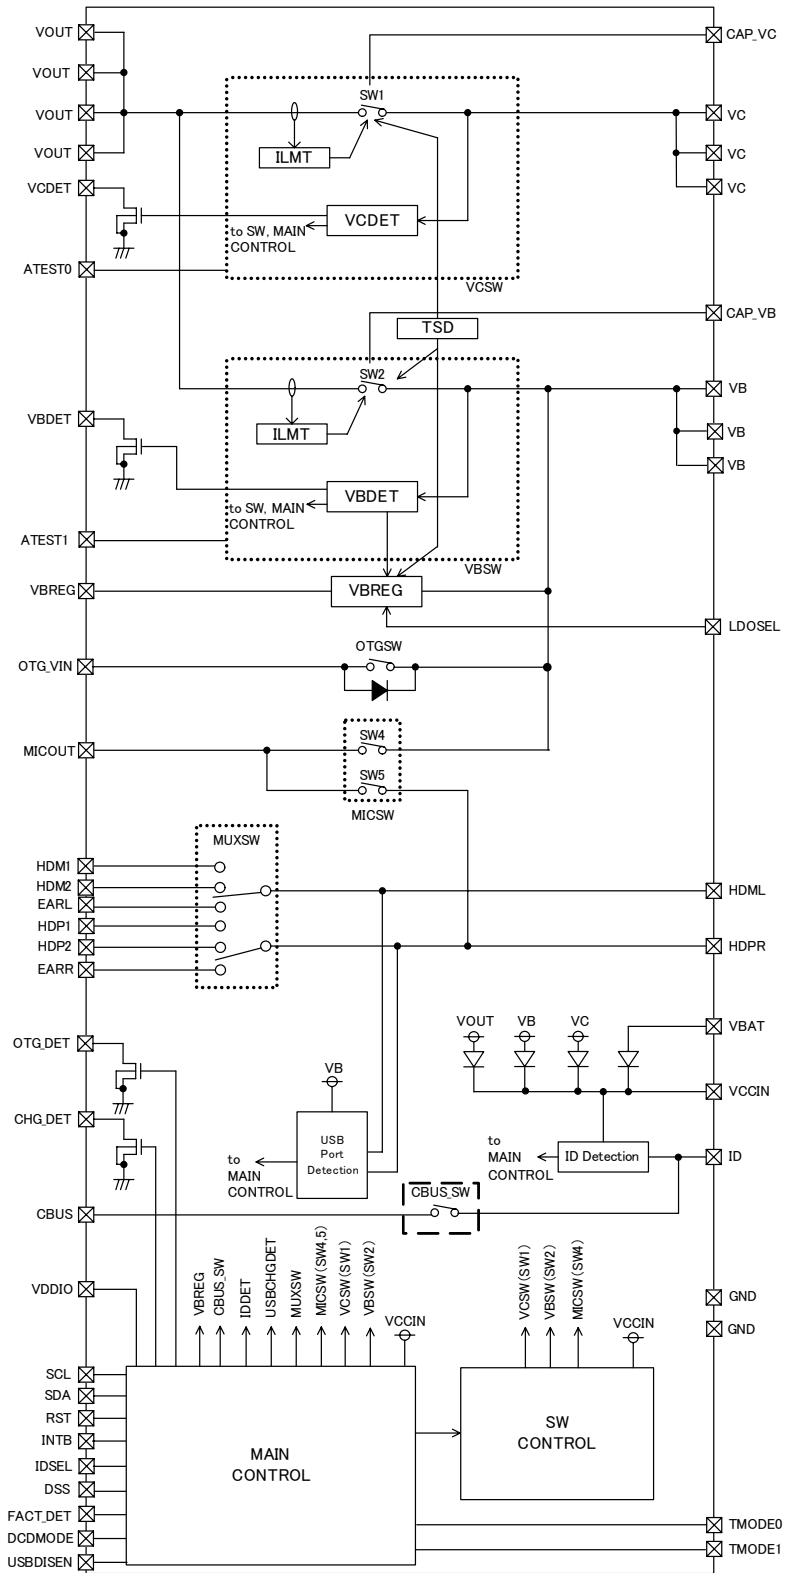 VOUT
CAP_VC
VOUT
SW1
VOUT
VC
ILMT
VOUT
VC
VCDET
VC
VCDET
to SW, MAIN
CONTROL
ATEST0
VCSW
CAP_VB
TSD
SW2
VB
VBDET
VB
ILMT
VB
VBDET
to SW, MAIN
CONTROL
ATEST1
VBSW
VBREG
VBREG
LDOSEL
OTGSW
OTG_VIN
SW4
MICOUT
SW5
MICSW
MUXSW
HDM1
HDM2
HDML
EARL
HDP1
HDP2
HDPR
EARR
VOUT
VB
VC
VBAT
OTG_DET
VB
VCCIN
CHG_DET
USB
Port
Detection
to
MAIN
CONTROL
to
MAIN
CONTROL
ID Detection
ID
CBUS_SW
CBUS
VDDIO
VBREG
CBUS_SW
IDDET
USBCHGDET
MUXSW
MICSW(SW4,5)
VCSW(SW1)
VBSW(SW2)
VCCIN
VCSW(SW1)
VBSW(SW2)
MICSW(SW4)
VCCIN
GND
GND
SCL
SDA
RST
INTB
IDSEL
DSS
FACT_DET
DCDMODE
USBDISEN
MAIN
CONTROL
SW
CONTROL
TMODE0
TMODE1